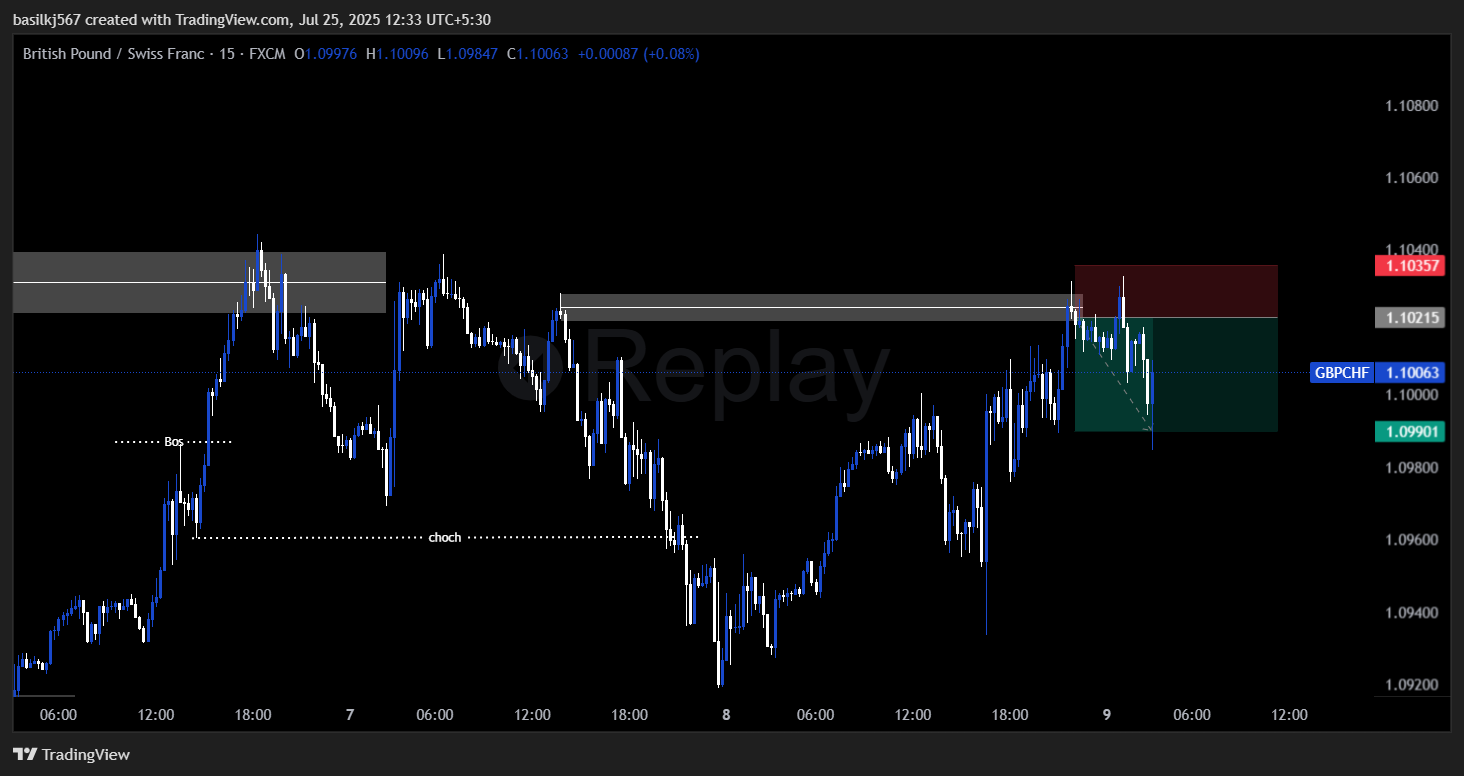 basilkj567 created with TradingView.com, Jul 25, 2025 12:33 UTC+5:30
British Pound / Swiss Franc · 15 · FXCM O1.09976 H1.10096 L1.09847 C1.10063 +0.00087 (+0.08%)
1.10800
1.10600
1.10400
1.10357
1.10215
Replay
GBPCHF 1.10063
1.10000
1.09901
Bos
1.09800
choch
1.09600
1.09400
1.09200
06:00 12:00 18:00 7 06:00 12:00 18:00 8 06:00 12:00 18:00 9 06:00 12:00
TradingView